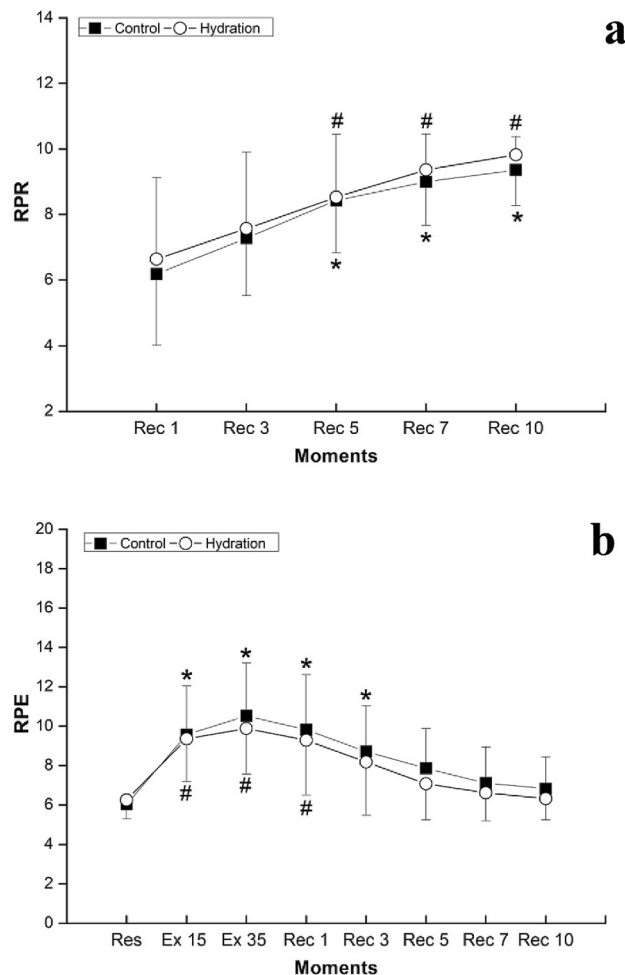 Control Hydration
a
14
12
10
8
6
4
2
RPR
# # #
* * *
Rec 1 Rec 3 Rec 5 Rec 7 Rec 10
Moments
Control Hydration
b
20
18
16
14
12
10
8
6
4
2
0
RPE
* * * *
# # #
Res Ex 15 Ex 35 Rec 1 Rec 3 Rec 5 Rec 7 Rec 10
Moments